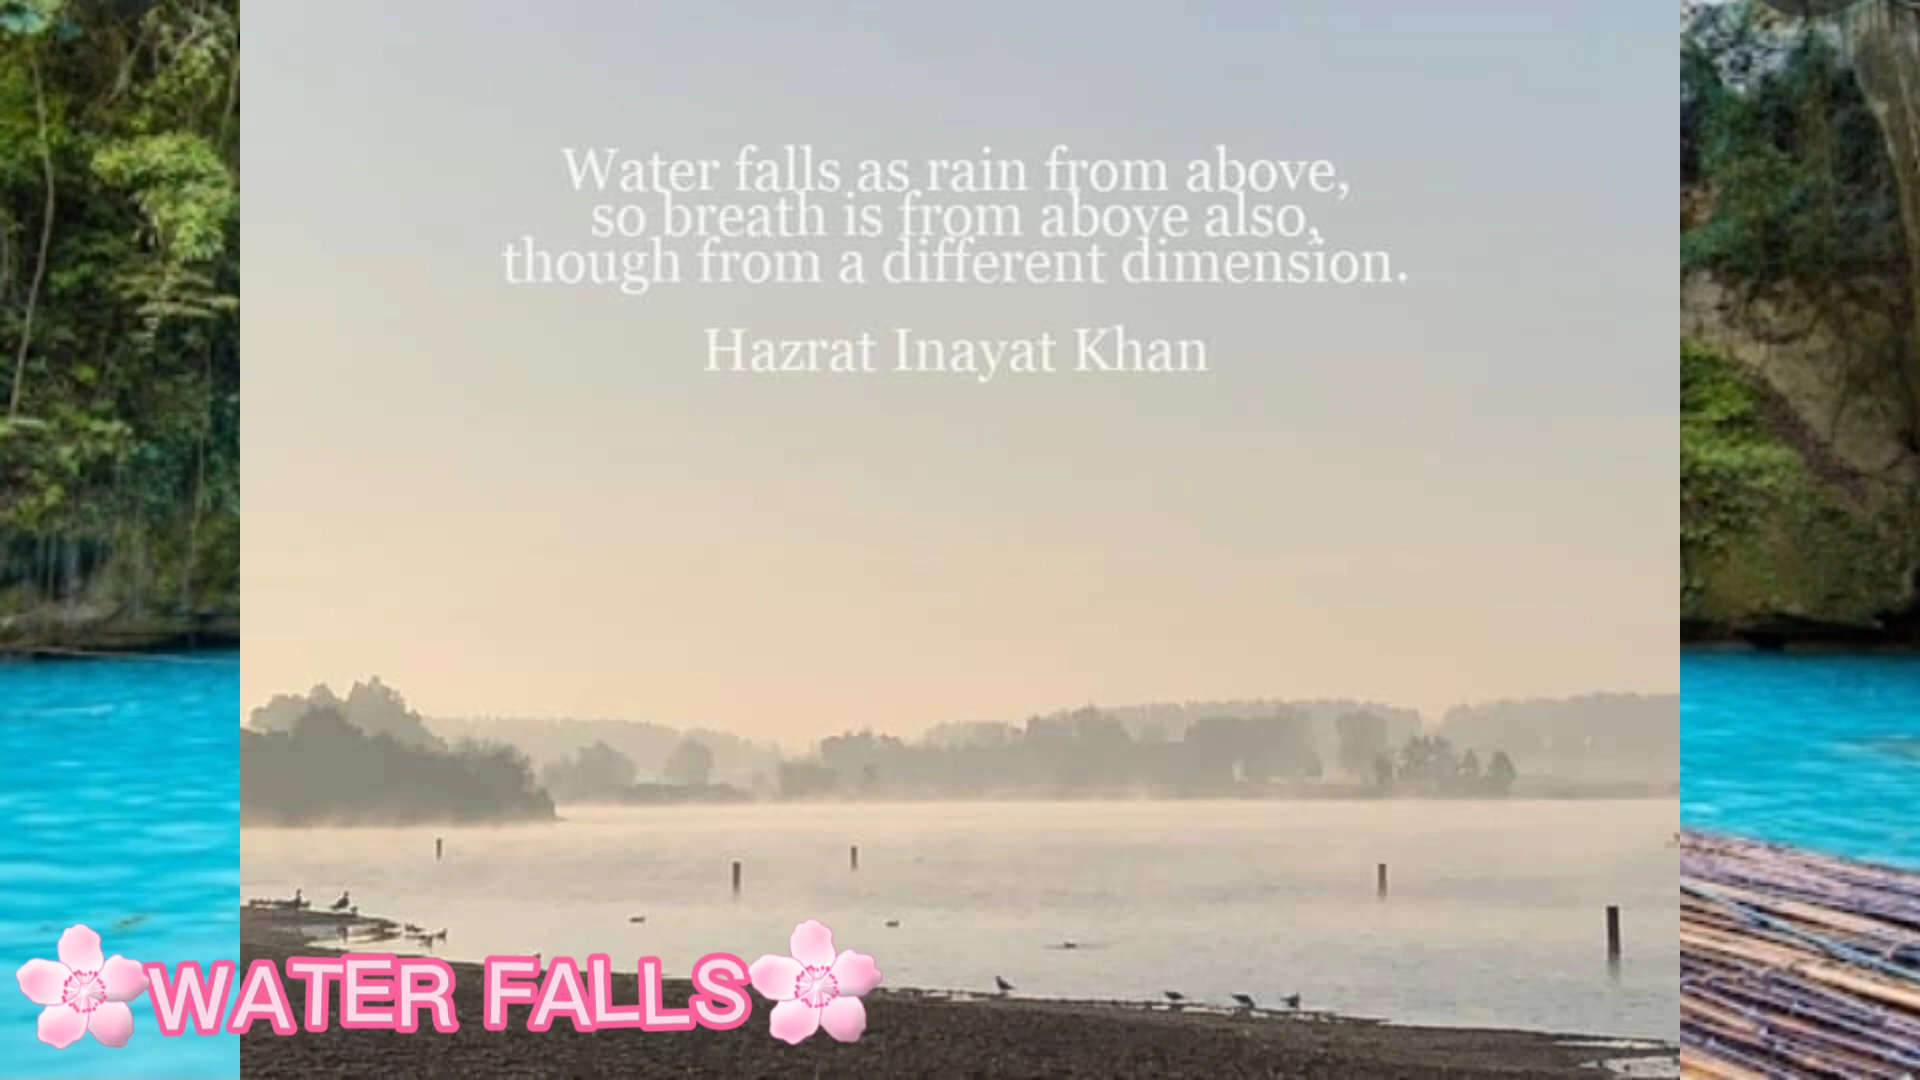 Water falls as rain from above,
so breath is from above also,
though from a different dimension.
Hazrat Inayat Khan
WATER FALLS